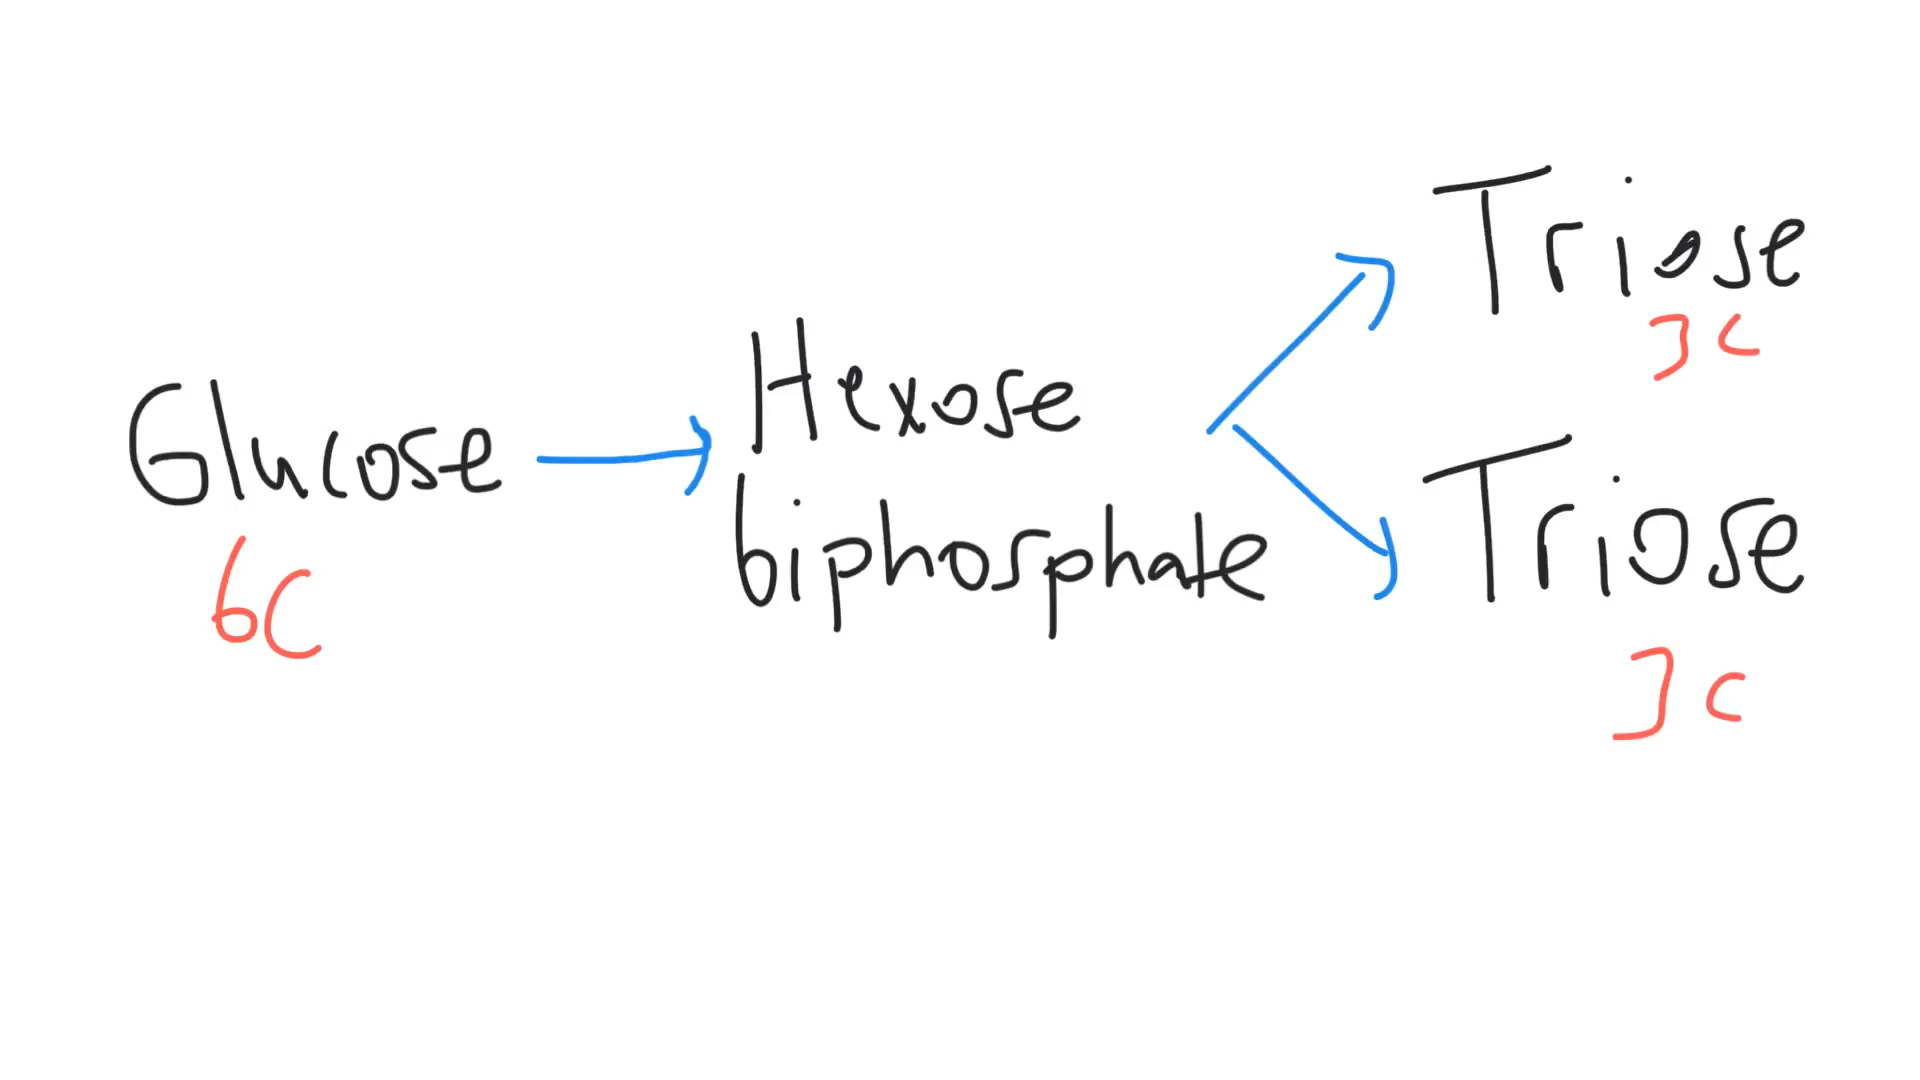 Glucose
6C
Hexose
biphosphate
Triose
3C
Triose
3C